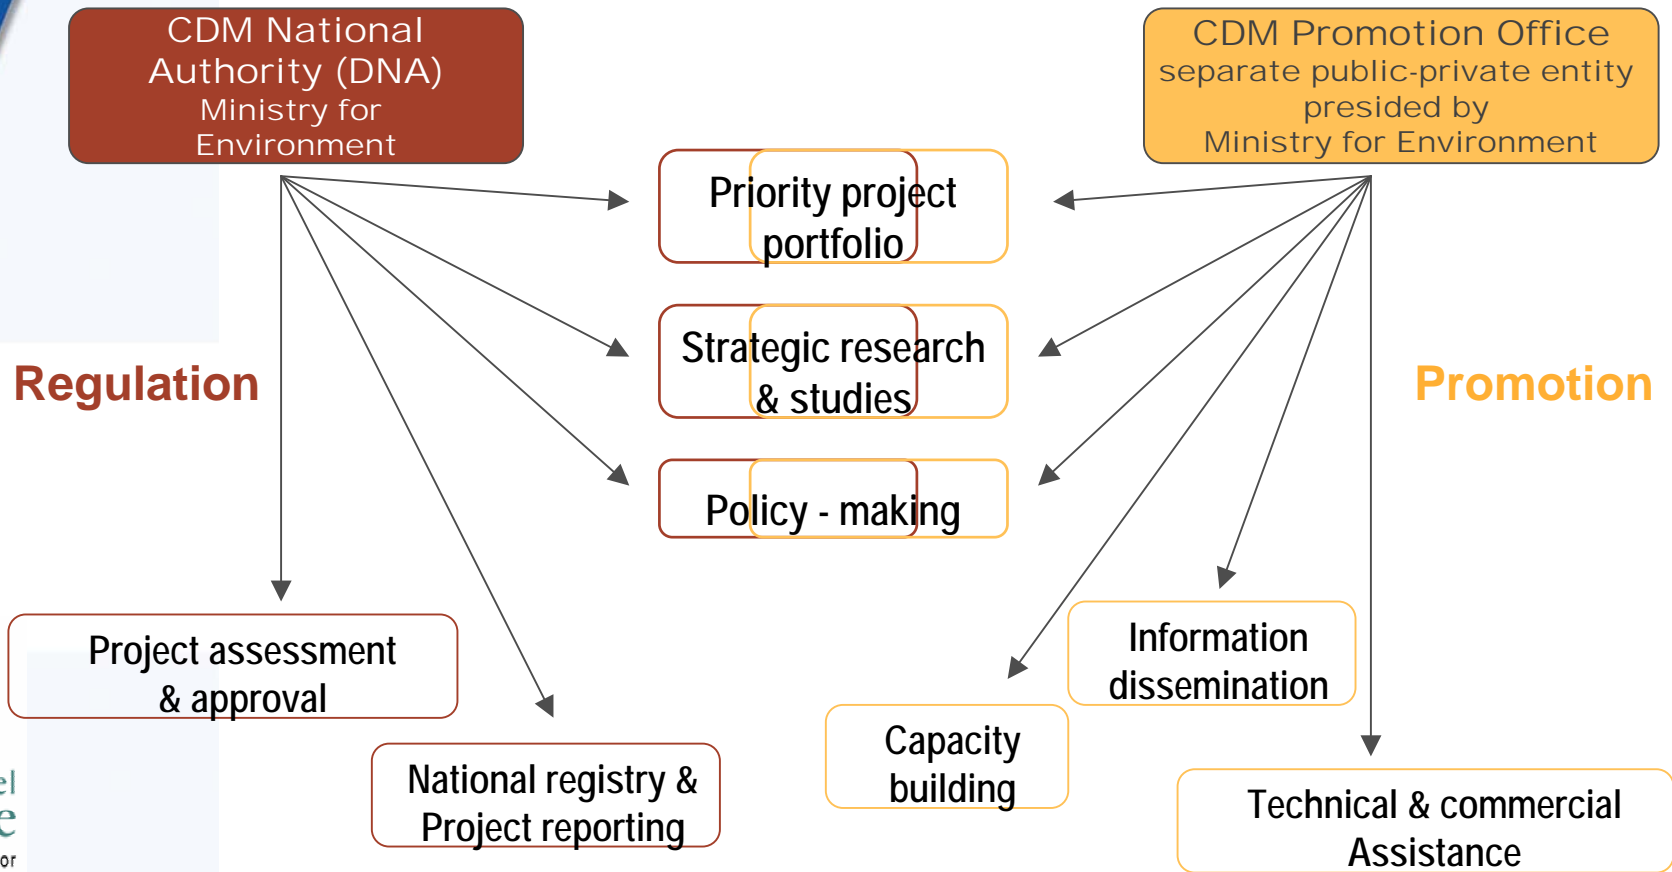 CDM National
Authority (DNA)
Ministry for
Environment
CDM Promotion Office
separate public-private entity
presided by
Ministry for Environment
Priority project
portfolio
Strategic research
& studies
Policy - making
Regulation
Promotion
Project assessment
& approval
National registry &
Project reporting
Capacity
building
Information
dissemination
Technical & commercial
Assistance